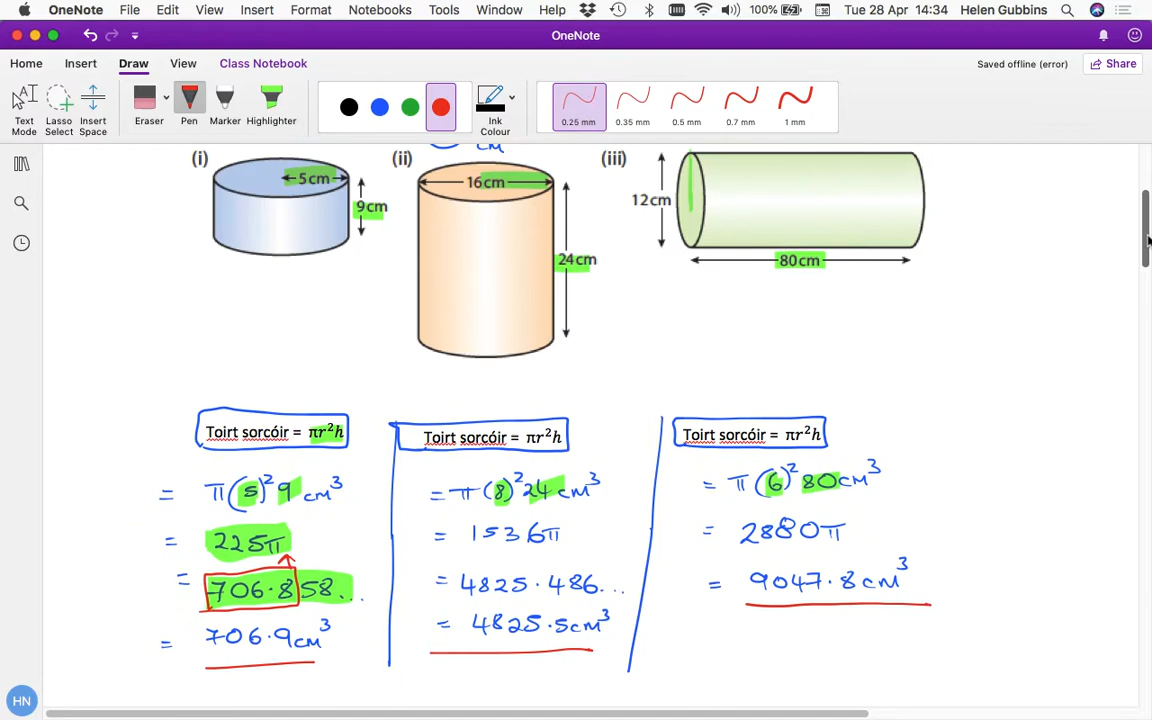 OneNote File Edit View Insert Format Notebooks Tools Window Help 100% Tue 28 Apr 14:34 Helen Gubbins
OneNote
Home Insert Draw View Class Notebook Saved offline (error) Share
Text Mode Lasso Select Insert Space Eraser Pen Marker Highlighter Ink Colour 0.25 mm 0.35 mm 0.5 mm 0.7 mm 1 mm
cm
(i) (ii) (iii)
5cm 16cm 12cm
9cm
24cm 80cm
Toirt sorcóir = πr²h Toirt sorcóir = πr²h Toirt sorcóir = πr²h
= π(5)²9 cm³ = π(8)²24cm³ = π(6)²80cm³
= 225π = 1536π = 2880π
= 706.858... = 4825.486... = 9047.8cm³
= 706.9cm³ = 4825.5cm³
HN